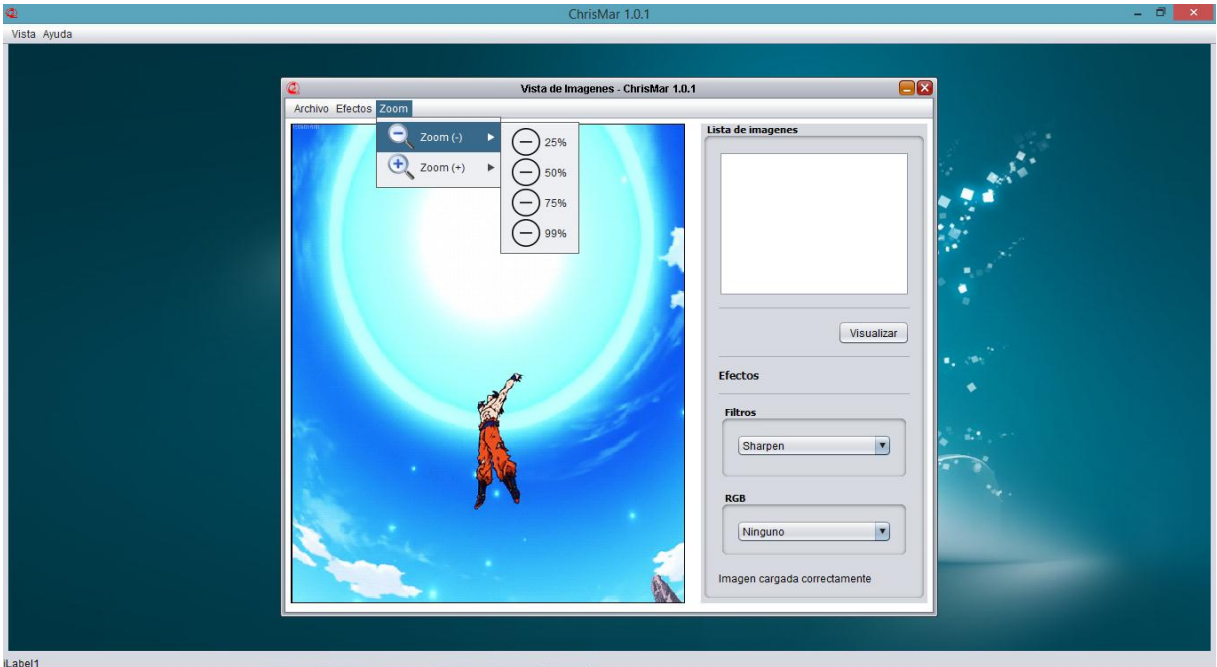 ChrisMar 1.0.1
Vista Ayuda
Vista de Imagenes - ChrisMar 1.0.1
Archivo Efectos Zoom
Zoom (-)
Zoom (+)
25%
50%
75%
99%
Lista de imagenes
Visualizar
Efectos
Filtros
Sharpen
RGB
Ninguno
Imagen cargada correctamente
jLabel1